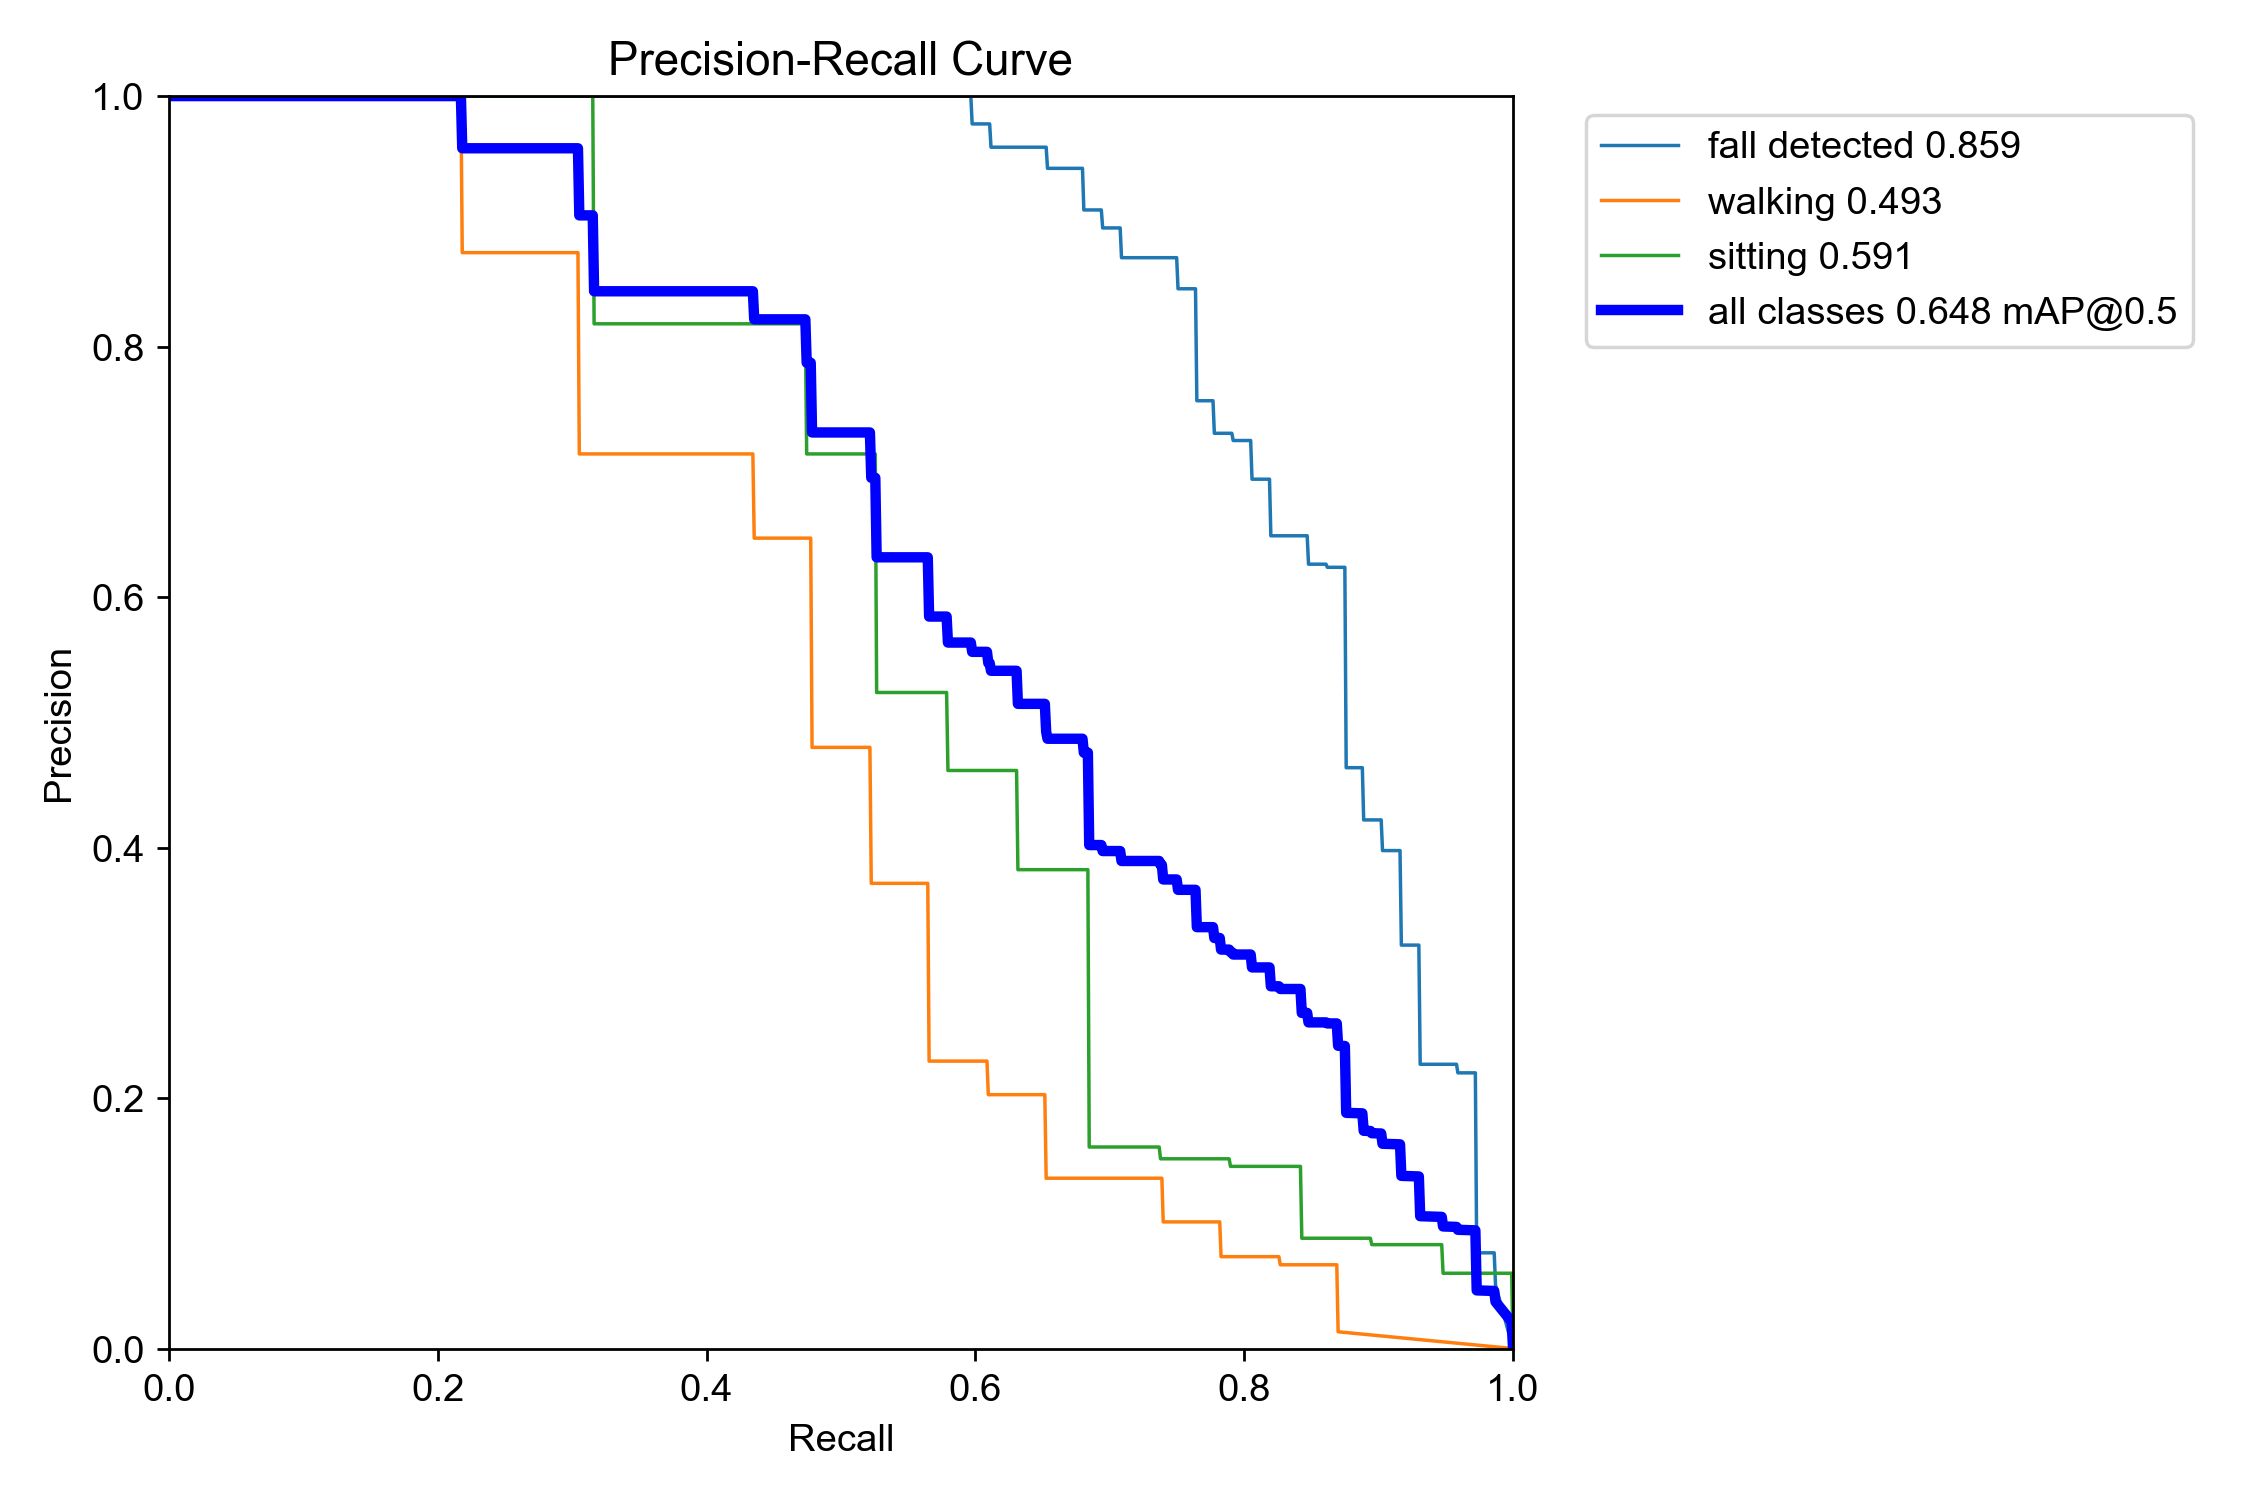 Precision-Recall Curve
1.0
0.8
0.6
0.4
0.2
0.0
Precision
0.0 0.2 0.4 0.6 0.8 1.0
Recall
fall detected 0.859
walking 0.493
sitting 0.591
all classes 0.648 mAP@0.5